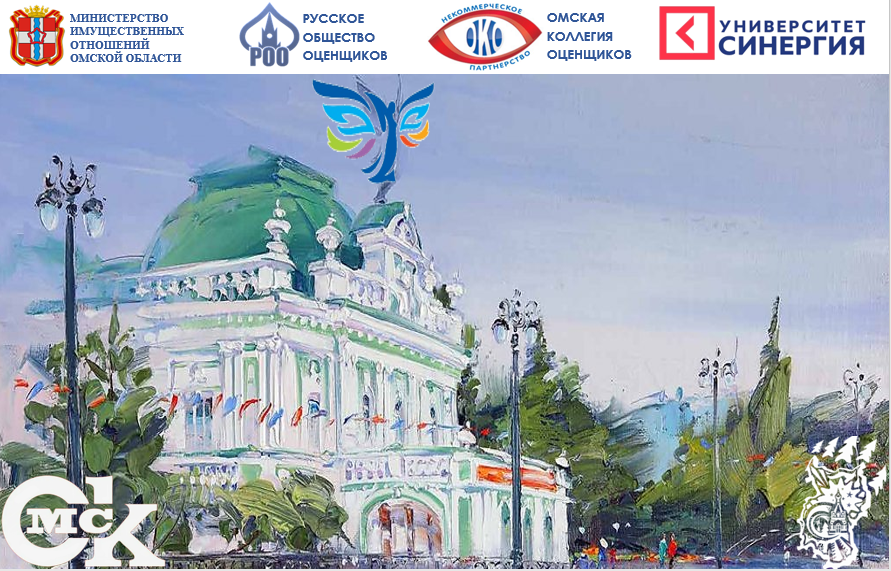 МИНИСТЕРСТВО
ИМУЩЕСТВЕННЫХ
ОТНОШЕНИЙ
ОМСКОЙ ОБЛАСТИ
РОО
РУССКОЕ
ОБЩЕСТВО
ОЦЕНЩИКОВ
НЕКОММЕРЧЕСКОЕ
ОКО
ПАРТНЕРСТВО
ОМСКАЯ
КОЛЛЕГИЯ
ОЦЕНЩИКОВ
УНИВЕРСИТЕТ
СИНЕРГИЯ
ОМСК